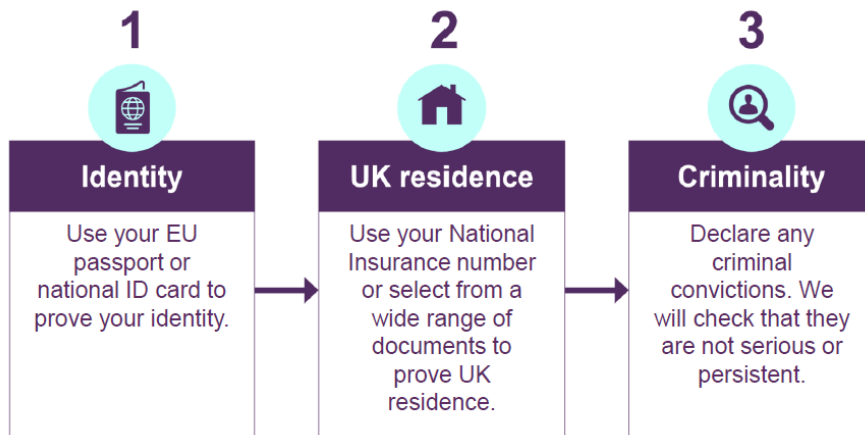 1
Identity
Use your EU
passport or
national ID card to
prove your identity.
2
UK residence
Use your National
Insurance number
or select from a
wide range of
documents to
prove UK
residence.
3
Criminality
Declare any
criminal
convictions. We
will check that they
are not serious or
persistent.